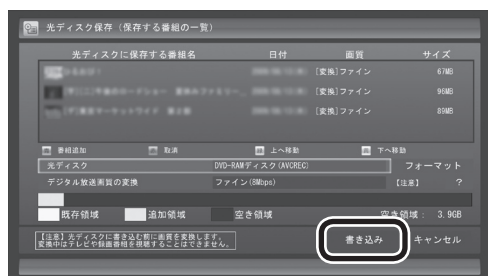 光ディスク保存（保存する番組の一覧）
光ディスクに保存する番組名 日付 画質 サイズ
[変換]ファイン 67MB
[変換]ファイン 96MB
[変換]ファイン 89MB
番組追加 取消 上へ移動 下へ移動
光ディスク DVD-RAMディスク(AVCREC) フォーマット
デジタル放送画質の変換 ファイン(8Mbps) 【注意】 ?
既存領域 追加領域 空き領域 空き領域： 3.9GB
【注意】光ディスクに書き込む前に画質を変換します。
変換中はテレビや録画番組を視聴することはできません。
書き込み キャンセル